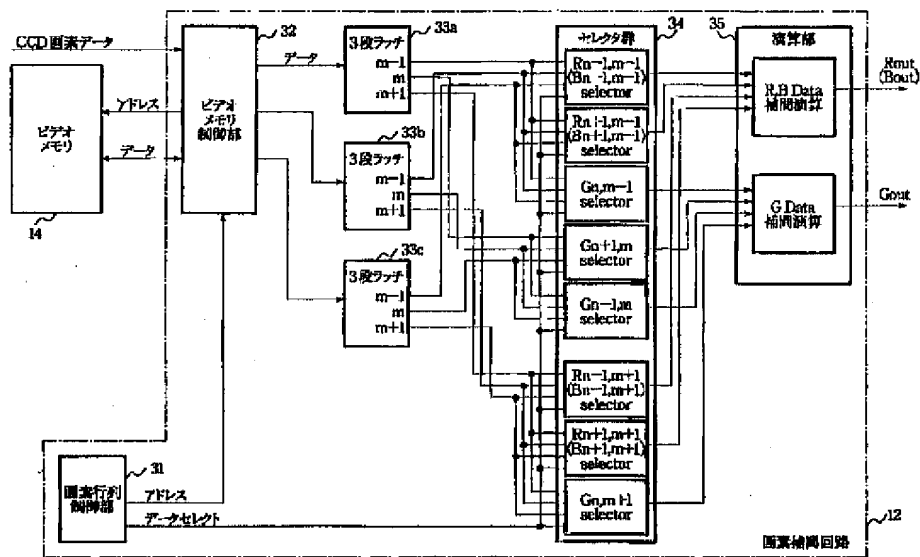 CCD 画素データ
アドレス
データ
ビデオ
メモリ
14
32
ビデオ
メモリ
制御部
データ
33a
3段ラッチ
m−1
m
m+1
33b
3段ラッチ
m−1
m
m+1
33c
3段ラッチ
m−1
m
m+1
34
セレクタ群
Rn−1,m−1
(Bn−1,m−1)
selector
Rn+1,m−1
(Bn+1,m−1)
selector
Gn,m−1
selector
Gn+1,m
selector
Gn−1,m
selector
Rn−1,m+1
(Bn−1,m+1)
selector
Rn+1,m+1
(Bn+1,m+1)
selector
Gn,m+1
selector
35
演算部
R,B Data
補間演算
G Data
補間演算
Rout
(Bout)
Gout
31
画素行列
制御部
アドレス
データセレクト
12
画素補間回路